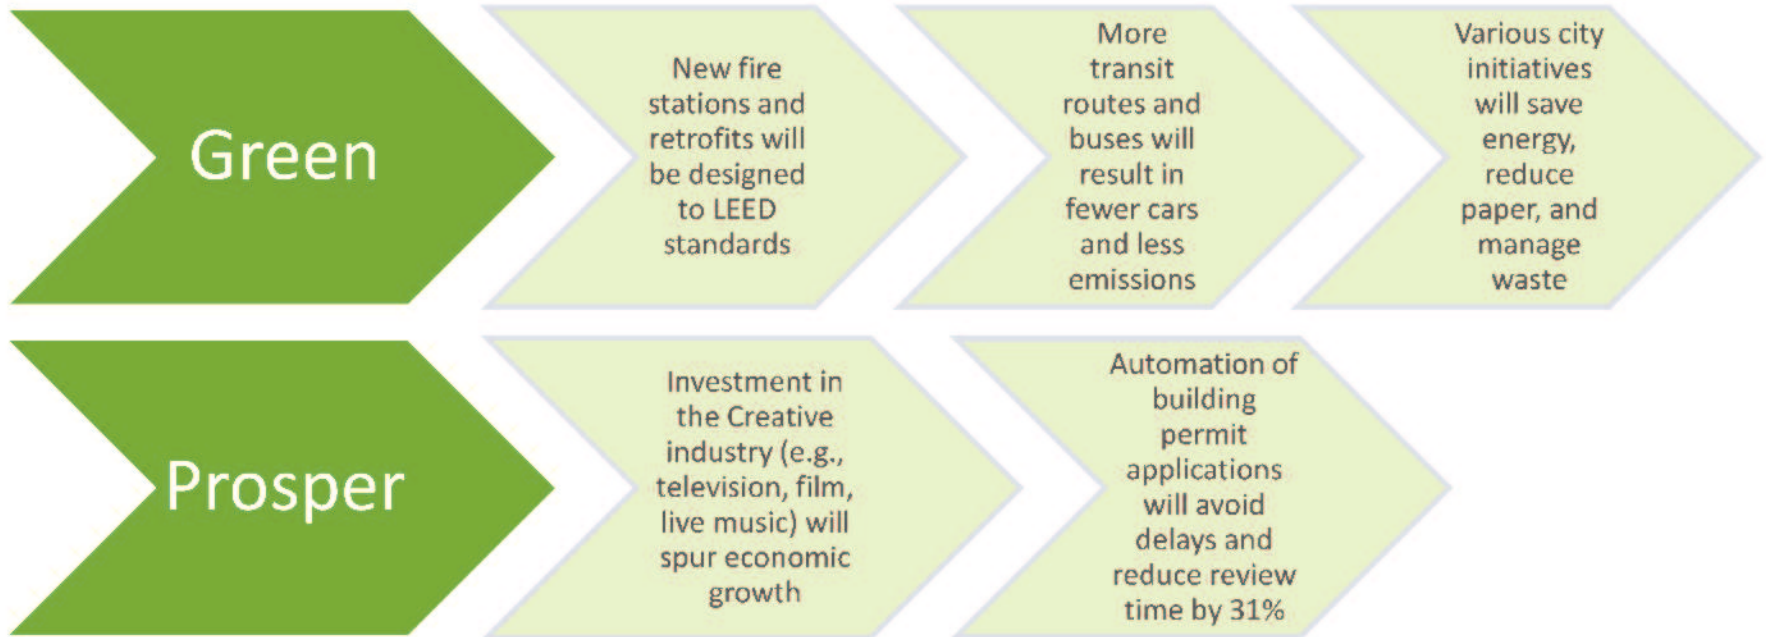 Green
New fire
stations and
retrofits will
be designed
to LEED
standards
More
transit
routes and
buses will
result in
fewer cars
and less
emissions
Various city
initiatives
will save
energy,
reduce
paper, and
manage
waste
Prosper
Investment in
the Creative
industry (e.g.,
television, film,
live music) will
spur economic
growth
Automation of
building
permit
applications
will avoid
delays and
reduce review
time by 31%